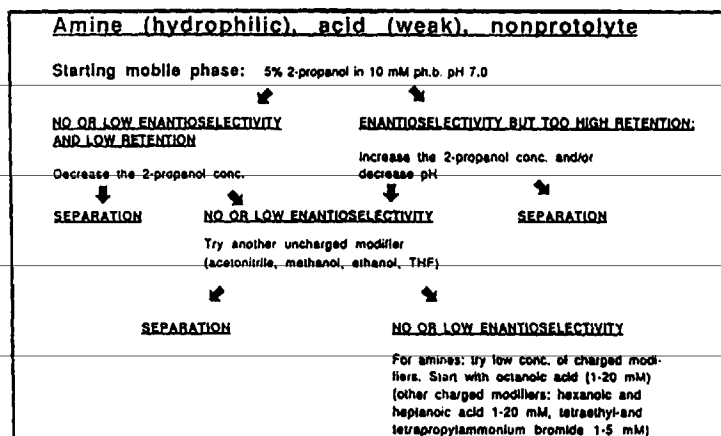 Amine (hydrophilic), acid (weak), nonprotolyte
Starting mobile phase: 5% 2-propanol in 10 mM ph.b. pH 7.0
NO OR LOW ENANTIOSELECTIVITY
AND LOW RETENTION
Decrease the 2-propanol conc.
ENANTIOSELECTIVITY BUT TOO HIGH RETENTION:
Increase the 2-propanol conc. and/or
decrease pH
SEPARATION
NO OR LOW ENANTIOSELECTIVITY
SEPARATION
Try another uncharged modifier
(acetonitrile, methanol, ethanol, THF)
SEPARATION
NO OR LOW ENANTIOSELECTIVITY
For amines: try low conc. of charged modi-
fiers. Start with octanoic acid (1-20 mM)
(other charged modifiers: hexanoic and
heptanoic acid 1-20 mM, tetraethyl-and
tetrapropylammonium bromide 1-5 mM)